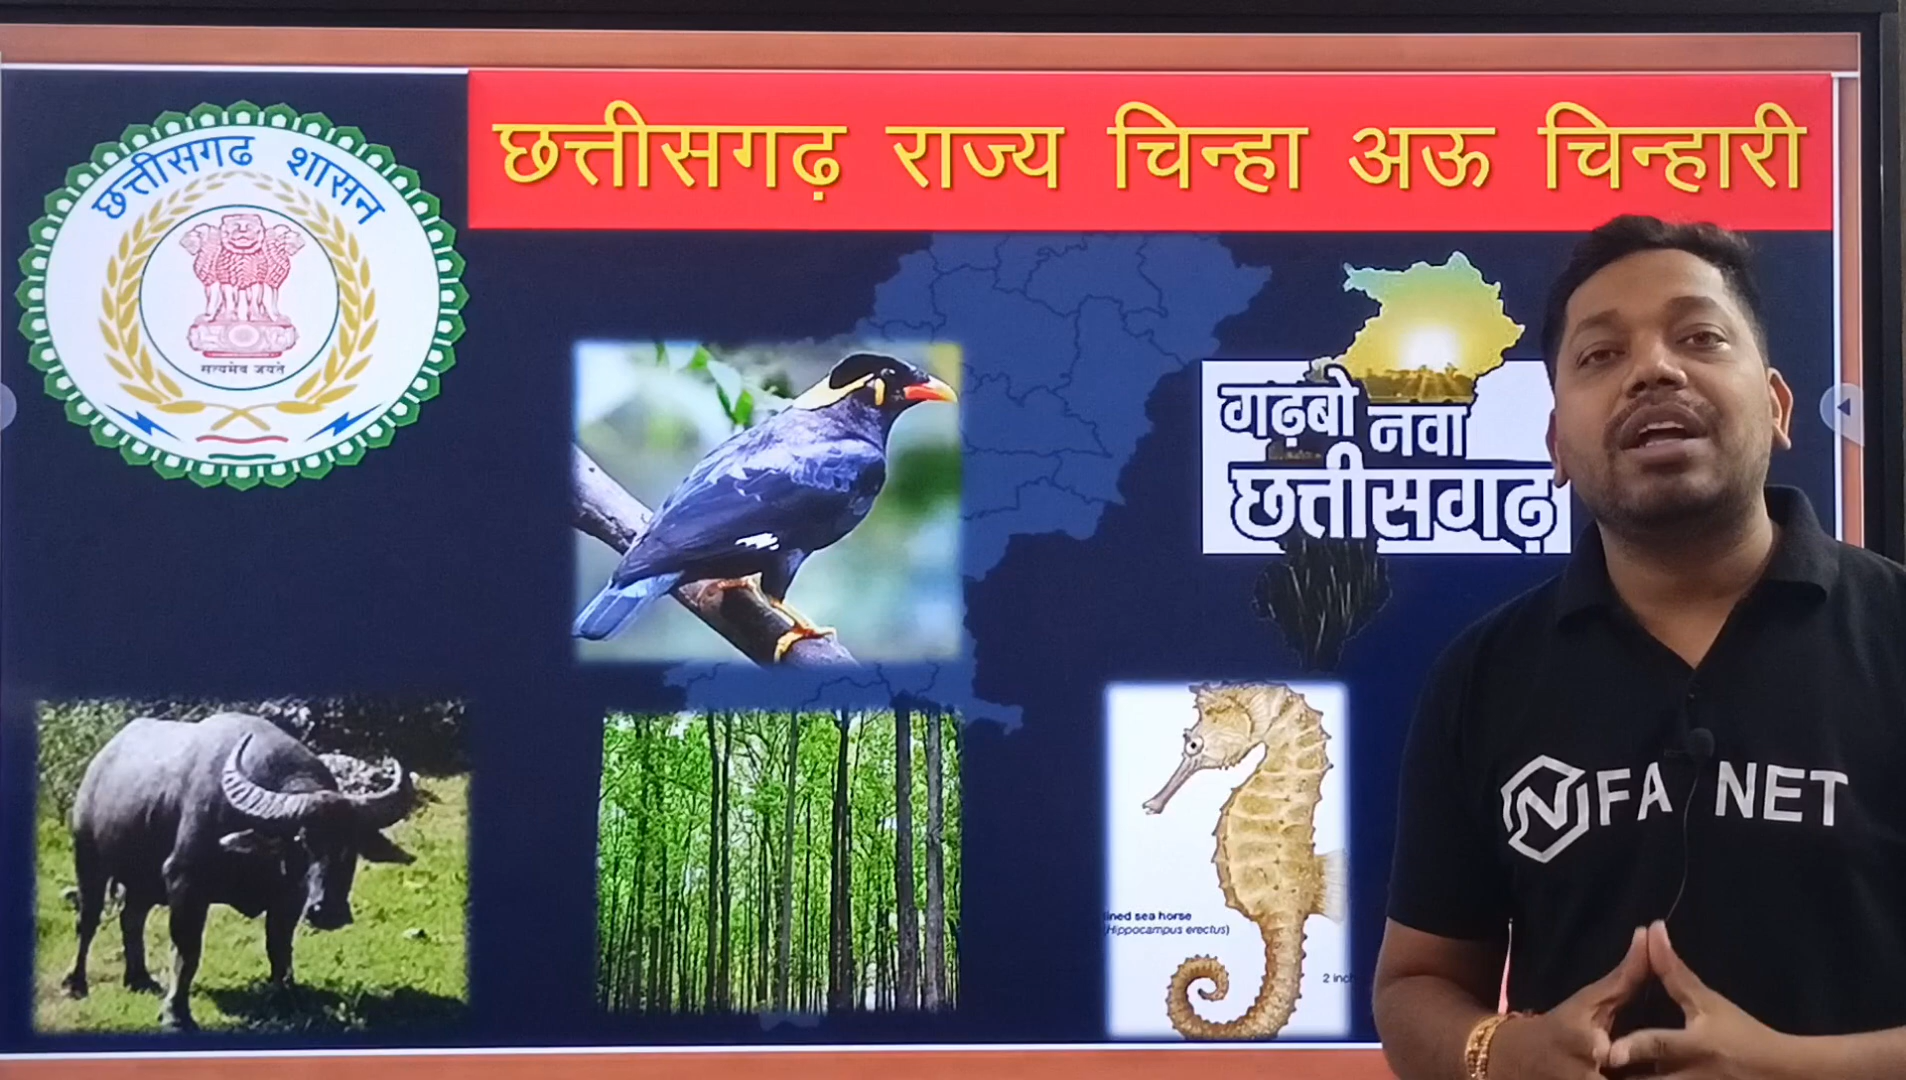 छत्तीसगढ़ राज्य चिन्हा अऊ चिन्हारी
छत्तीसगढ शासन
सत्यमेव जयते
गढ़बो नवा
छत्तीसगढ़
lined sea horse
(Hippocampus erectus)
2 inch
NFA NET